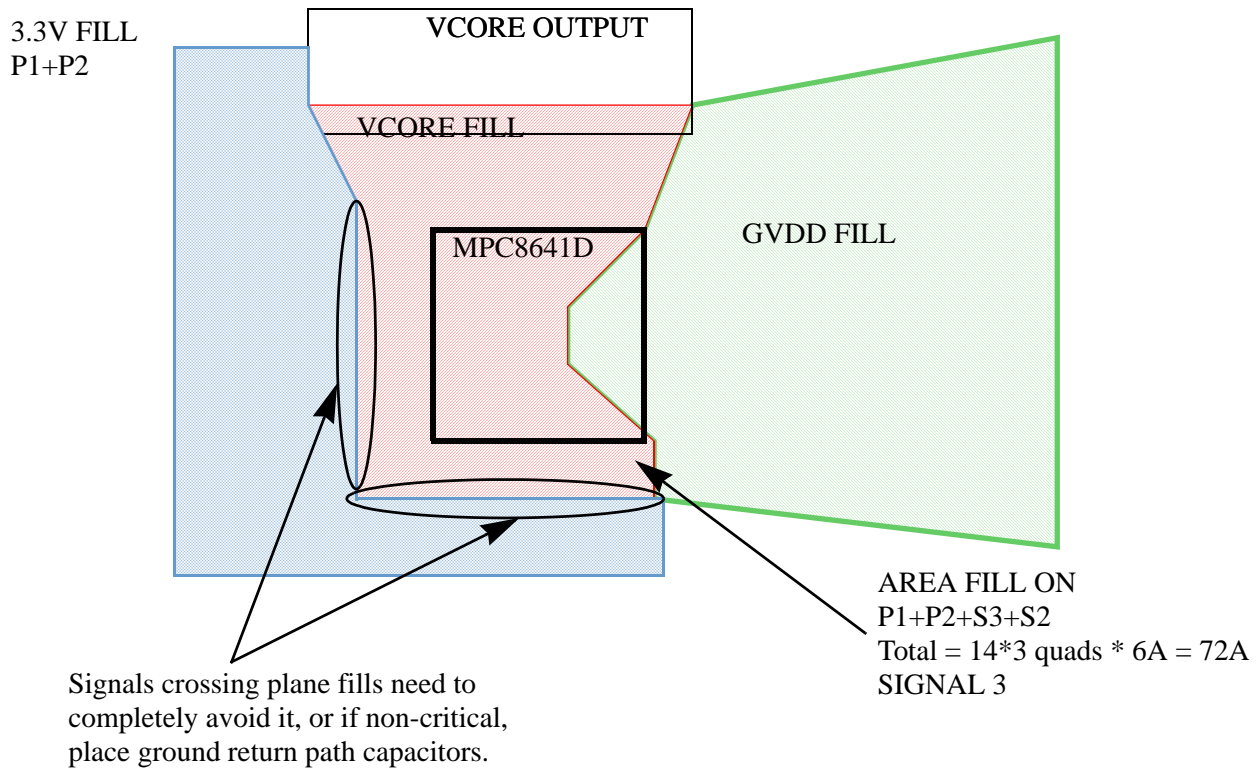 3.3V FILL
P1+P2
VCORE OUTPUT
VCORE FILL
MPC8641D
GVDD FILL
AREA FILL ON
P1+P2+S3+S2
Total = 14*3 quads * 6A = 72A
SIGNAL 3
Signals crossing plane fills need to
completely avoid it, or if non-critical,
place ground return path capacitors.